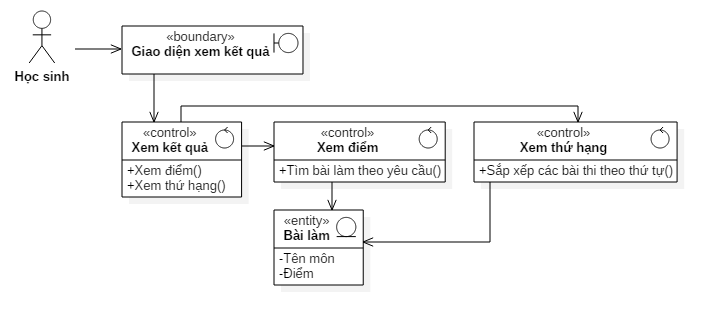 Học sinh
«boundary»
Giao diện xem kết quả
«control»
Xem kết quả
+Xem điểm()
+Xem thứ hạng()
«control»
Xem điểm
+Tìm bài làm theo yêu cầu()
«control»
Xem thứ hạng
+Sắp xếp các bài thi theo thứ tự()
«entity»
Bài làm
-Tên môn
-Điểm